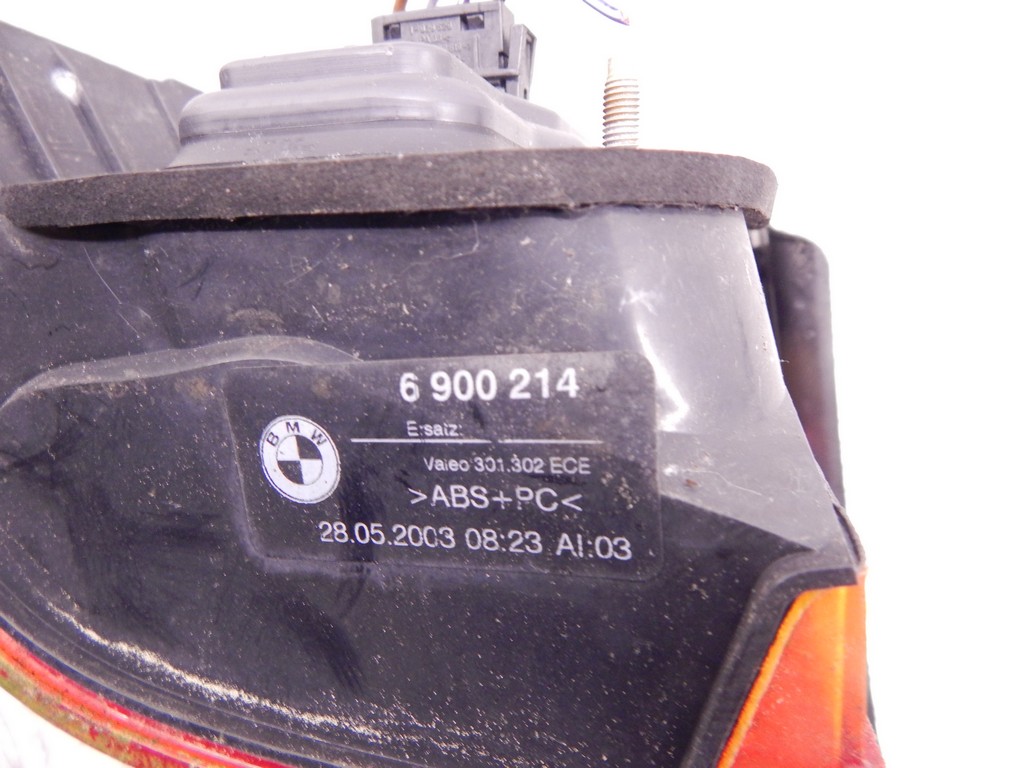 6 900 214
BMW
Ersatz:
Valeo 301.302 ECE
>ABS+PC<
28.05.2003 08:23 AI:03